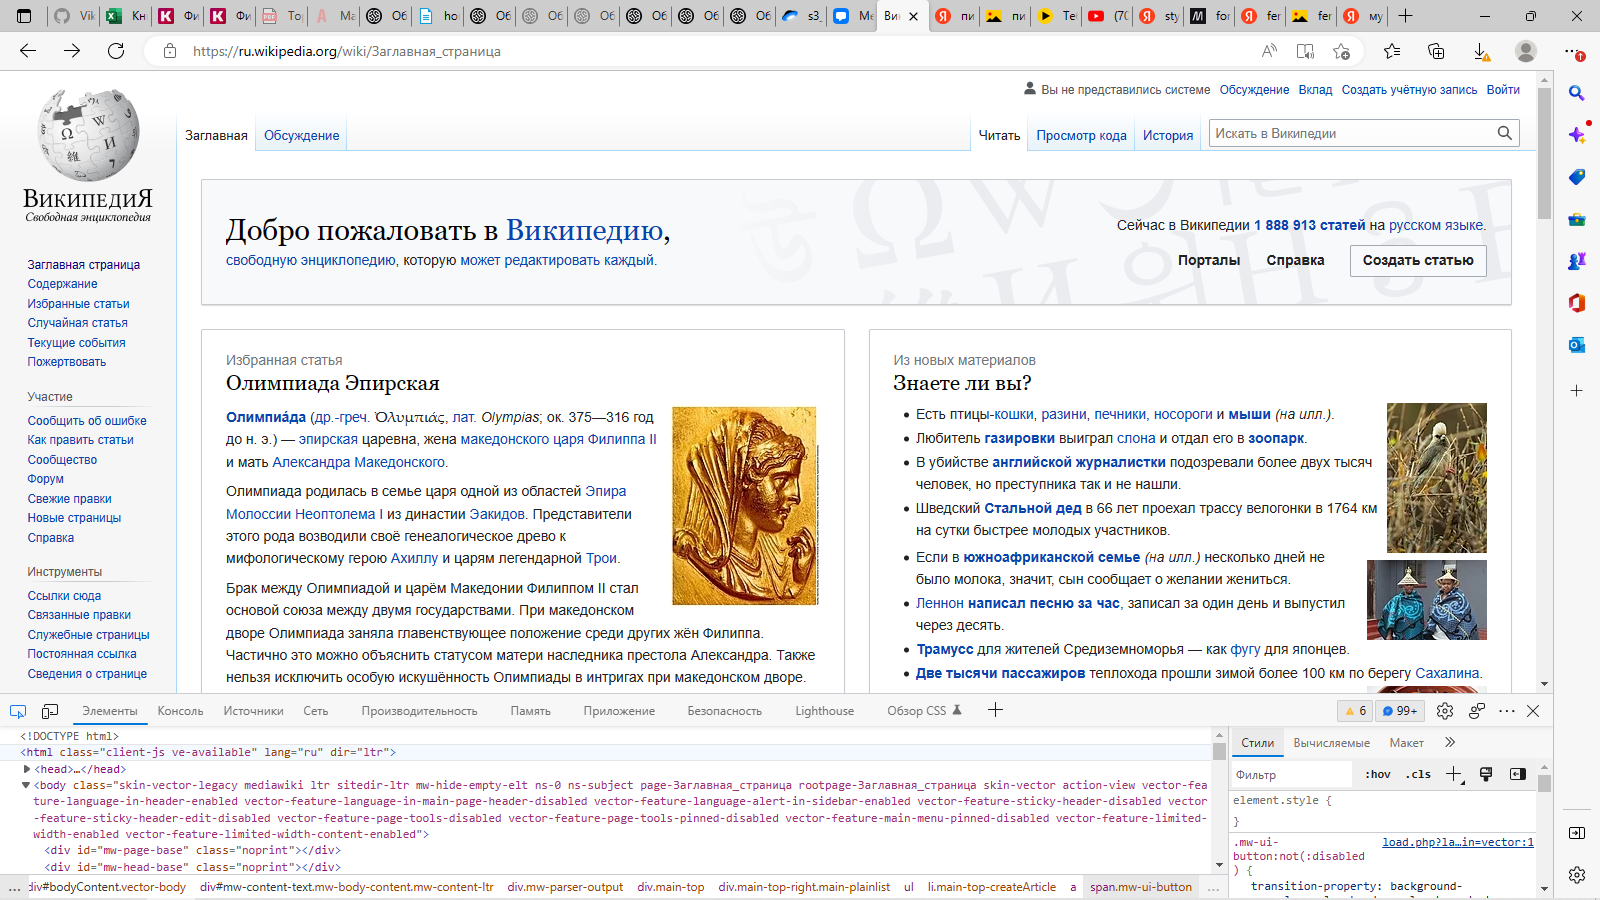 Vik
Кн
Фи
Фи
To
Ma
Об
ho
Об
Об
Об
Об
Об
Об
s3_
Me
Вик
пи
пи
Те
(70
sty
for
fer
fer
му
https://ru.wikipedia.org/wiki/Заглавная_страница
Вы не представились системе Обсуждение Вклад Создать учётную запись Войти
Заглавная Обсуждение Читать Просмотр кода История Искать в Википедии
ВикипедиЯ
Свободная энциклопедия
Заглавная страница
Содержание
Избранные статьи
Случайная статья
Текущие события
Пожертвовать
Участие
Сообщить об ошибке
Как править статьи
Сообщество
Форум
Свежие правки
Новые страницы
Справка
Инструменты
Ссылки сюда
Связанные правки
Служебные страницы
Постоянная ссылка
Сведения о странице
Добро пожаловать в Википедию,
свободную энциклопедию, которую может редактировать каждый.
Сейчас в Википедии 1 888 913 статей на русском языке.
Порталы Справка Создать статью
Избранная статья
Олимпиада Эпирская
Олимпиа́да (др.-греч. Ὀλυμπιάς, лат. Olympias; ок. 375—316 год
до н. э.) — эпирская царевна, жена македонского царя Филиппа II
и мать Александра Македонского.
Олимпиада родилась в семье царя одной из областей Эпира
Молоссии Неоптолема I из династии Эакидов. Представители
этого рода возводили своё генеалогическое древо к
мифологическому герою Ахиллу и царям легендарной Трои.
Брак между Олимпиадой и царём Македонии Филиппом II стал
основой союза между двумя государствами. При македонском
дворе Олимпиада заняла главенствующее положение среди других жён Филиппа.
Частично это можно объяснить статусом матери наследника престола Александра. Также
нельзя исключить особую искушённость Олимпиады в интригах при македонском дворе.
Из новых материалов
Знаете ли вы?
Есть птицы-кошки, разини, печники, носороги и мыши (на илл.).
Любитель газировки выиграл слона и отдал его в зоопарк.
В убийстве английской журналистки подозревали более двух тысяч
человек, но преступника так и не нашли.
Шведский Стальной дед в 66 лет проехал трассу велогонки в 1764 км
на сутки быстрее молодых участников.
Если в южноафриканской семье (на илл.) несколько дней не
было молока, значит, сын сообщает о желании жениться.
Леннон написал песню за час, записал за один день и выпустил
через десять.
Трамусс для жителей Средиземноморья — как фугу для японцев.
Две тысячи пассажиров теплохода прошли зимой более 100 км по берегу Сахалина.
Элементы Консоль Источники Сеть Производительность Память Приложение Безопасность Lighthouse Обзор CSS 6 99+
<!DOCTYPE html>
<html class="client-js ve-available" lang="ru" dir="ltr">
<head>…</head>
<body class="skin-vector-legacy mediawiki ltr sitedir-ltr mw-hide-empty-elt ns-0 ns-subject page-Заглавная_страница rootpage-Заглавная_страница skin-vector action-view vector-fea
ture-language-in-header-enabled vector-feature-language-in-main-page-header-disabled vector-feature-language-alert-in-sidebar-enabled vector-feature-sticky-header-disabled vector
-feature-sticky-header-edit-disabled vector-feature-page-tools-disabled vector-feature-page-tools-pinned-disabled vector-feature-main-menu-pinned-disabled vector-feature-limited-
width-enabled vector-feature-limited-width-content-enabled">
<div id="mw-page-base" class="noprint"></div>
<div id="mw-head-base" class="noprint"></div>
... div#bodyContent.vector-body div#mw-content-text.mw-body-content.mw-content-ltr div.mw-parser-output div.main-top div.main-top-right.main-plainlist ul li.main-top-createArticle a span.mw-ui-button ...
Стили Вычисляемые Макет
Фильтр :hov .cls
element.style {
}
.mw-ui-
load.php?la…in=vector:1
button:not(:disabled
) {
transition-property: background-